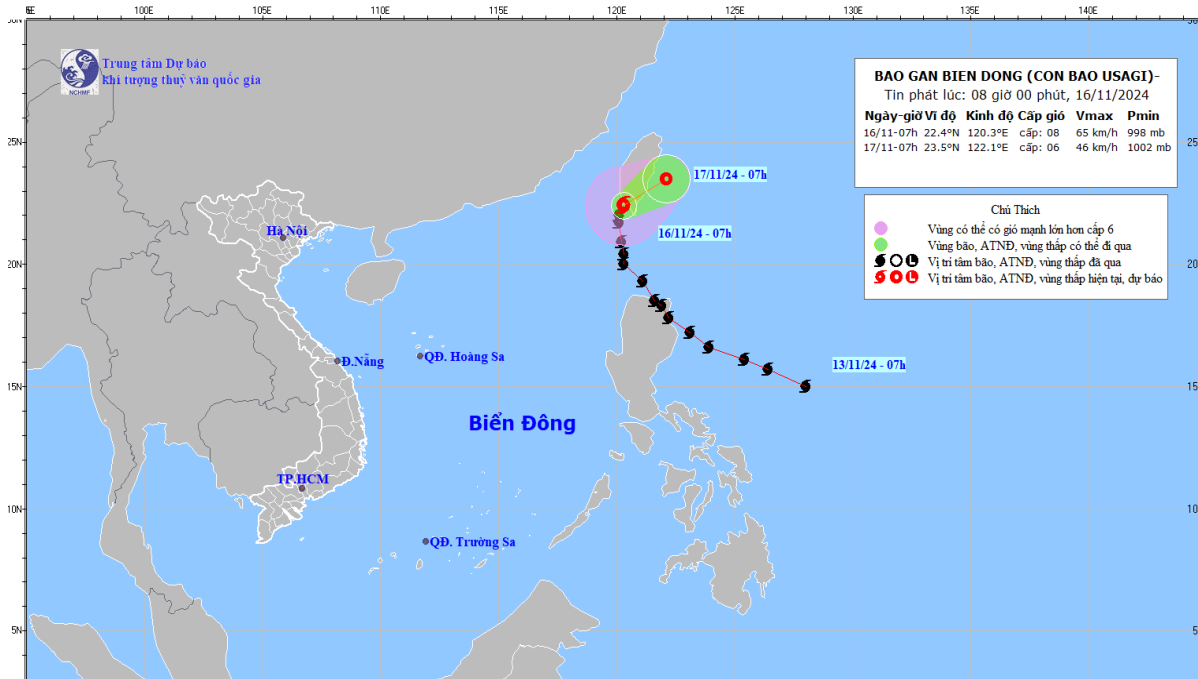 100E 105E 110E 115E 120E 125E 130E 135E 140E
Trung tâm Dự báo
khí tượng thuỷ văn quốc gia
NCHMF
BAO GAN BIEN DONG (CON BAO USAGI)-
Tin phát lúc: 08 giờ 00 phút, 16/11/2024
Ngày-giờ Vĩ độ Kinh độ Cấp gió Vmax Pmin
16/11-07h 22.4°N 120.3°E cấp: 08 65 km/h 998 mb
17/11-07h 23.5°N 122.1°E cấp: 06 46 km/h 1002 mb
25N
17/11/24 - 07h
Chú Thích
Vùng có thể có gió mạnh lớn hơn cấp 6
Vùng bão, ATNĐ, vùng thấp có thể đi qua
Vị trí tâm bão, ATNĐ, vùng thấp đã qua
Vị trí tâm bão, ATNĐ, vùng thấp hiện tại, dự báo
Hà Nội
16/11/24 - 07h
20N
Đ.Nẵng
QĐ. Hoàng Sa
13/11/24 - 07h
15N
Biển Đông
TP.HCM
10N
QĐ. Trường Sa
5N